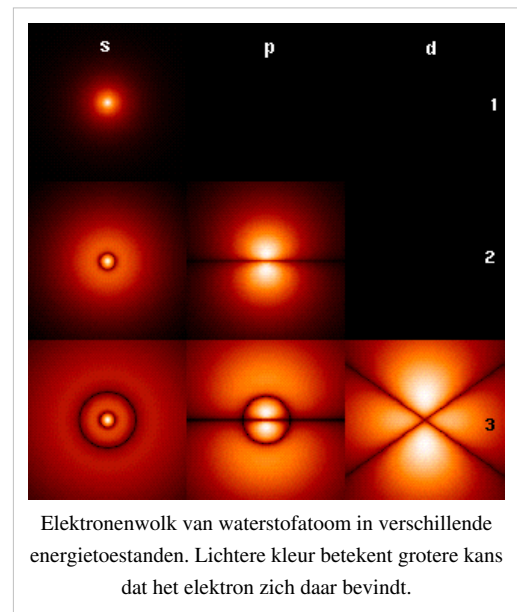 s p d
1
2
3
Elektronenwolk van waterstofatoom in verschillende
energietoestanden. Lichtere kleur betekent grotere kans
dat het elektron zich daar bevindt.